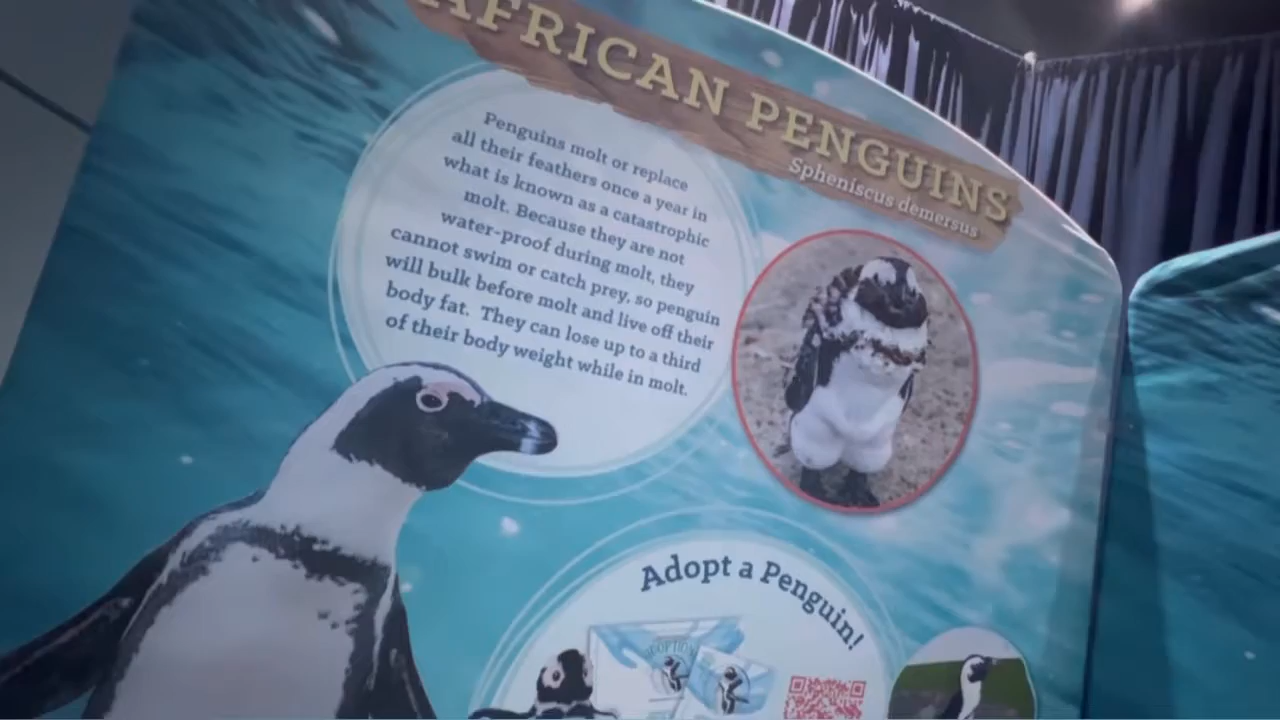 AFRICAN PENGUINS
Spheniscus demersus
Penguins molt or replace
all their feathers once a year in
what is known as a catastrophic
molt. Because they are not
water-proof during molt, they
cannot swim or catch prey, so penguin
will bulk before molt and live off their
body fat. They can lose up to a third
of their body weight while in molt.
Adopt a Penguin!
ADOPTION